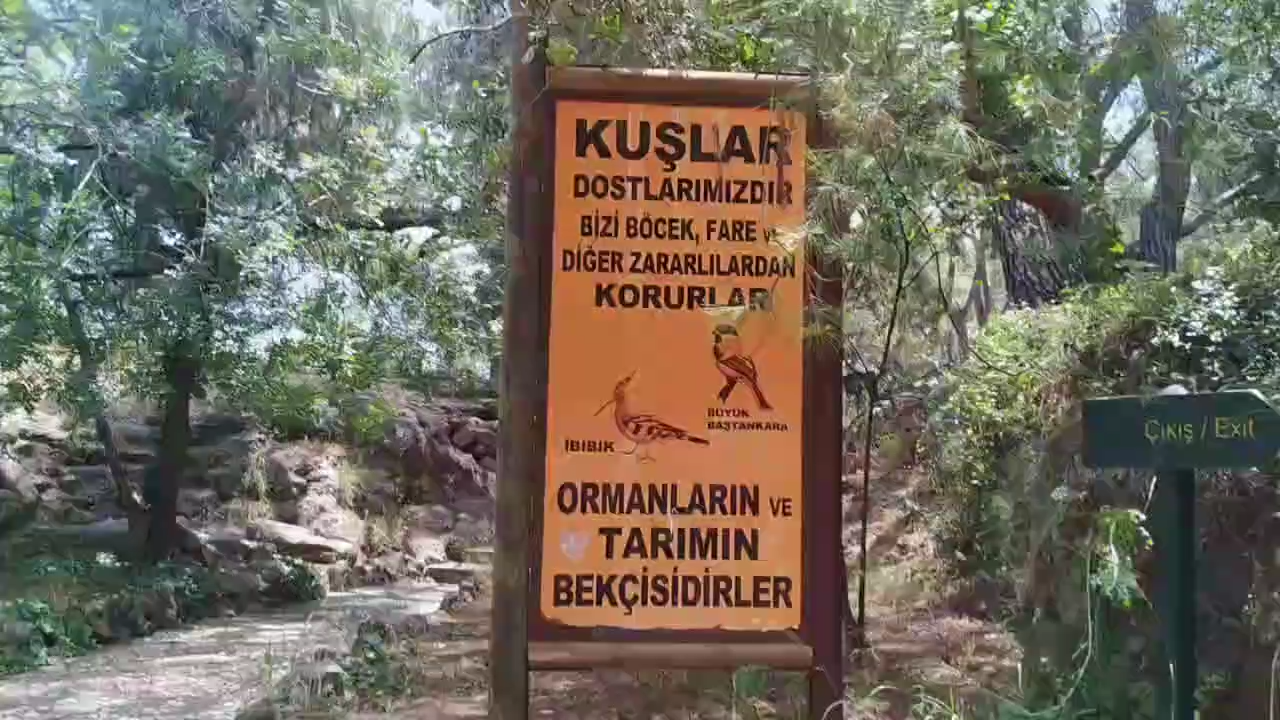 KUŞLAR
DOSTLARIMIZDIR
BİZİ BÖCEK, FARE ve
DİĞER ZARARLILARDAN
KORURLAR
BÜYÜK
BAŞTANKARA
İBİBİK
ORMANLARIN VE
TARIMIN
BEKÇİSİDİRLER
Çıkış / Exit